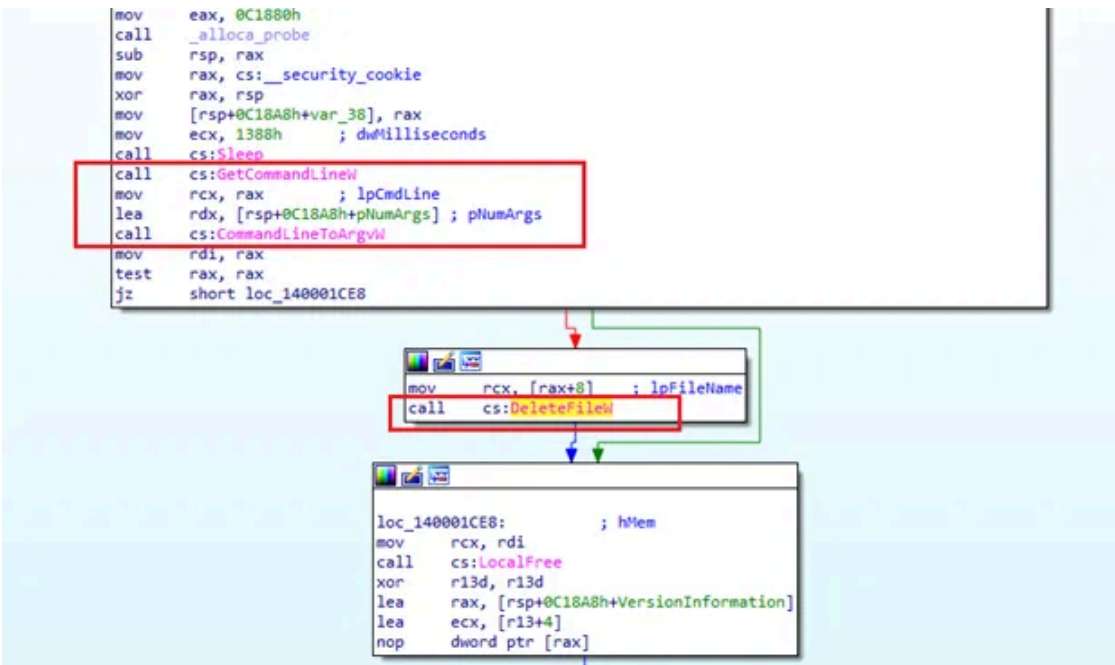 mov eax, 0C1880h
call _alloca_probe
sub rsp, rax
mov rax, cs:__security_cookie
xor rax, rsp
mov [rsp+0C18A8h+var_38], rax
mov ecx, 1388h ; dwMilliseconds
call cs:Sleep
call cs:GetCommandLineW
mov rcx, rax ; lpCmdLine
lea rdx, [rsp+0C18A8h+pNumArgs] ; pNumArgs
call cs:CommandLineToArgvW
mov rdi, rax
test rax, rax
jz short loc_140001CE8
mov rcx, [rax+8] ; lpFileName
call cs:DeleteFileW
loc_140001CE8: ; hMem
mov rcx, rdi
call cs:LocalFree
xor r13d, r13d
lea rax, [rsp+0C18A8h+VersionInformation]
lea ecx, [r13+4]
nop dword ptr [rax]